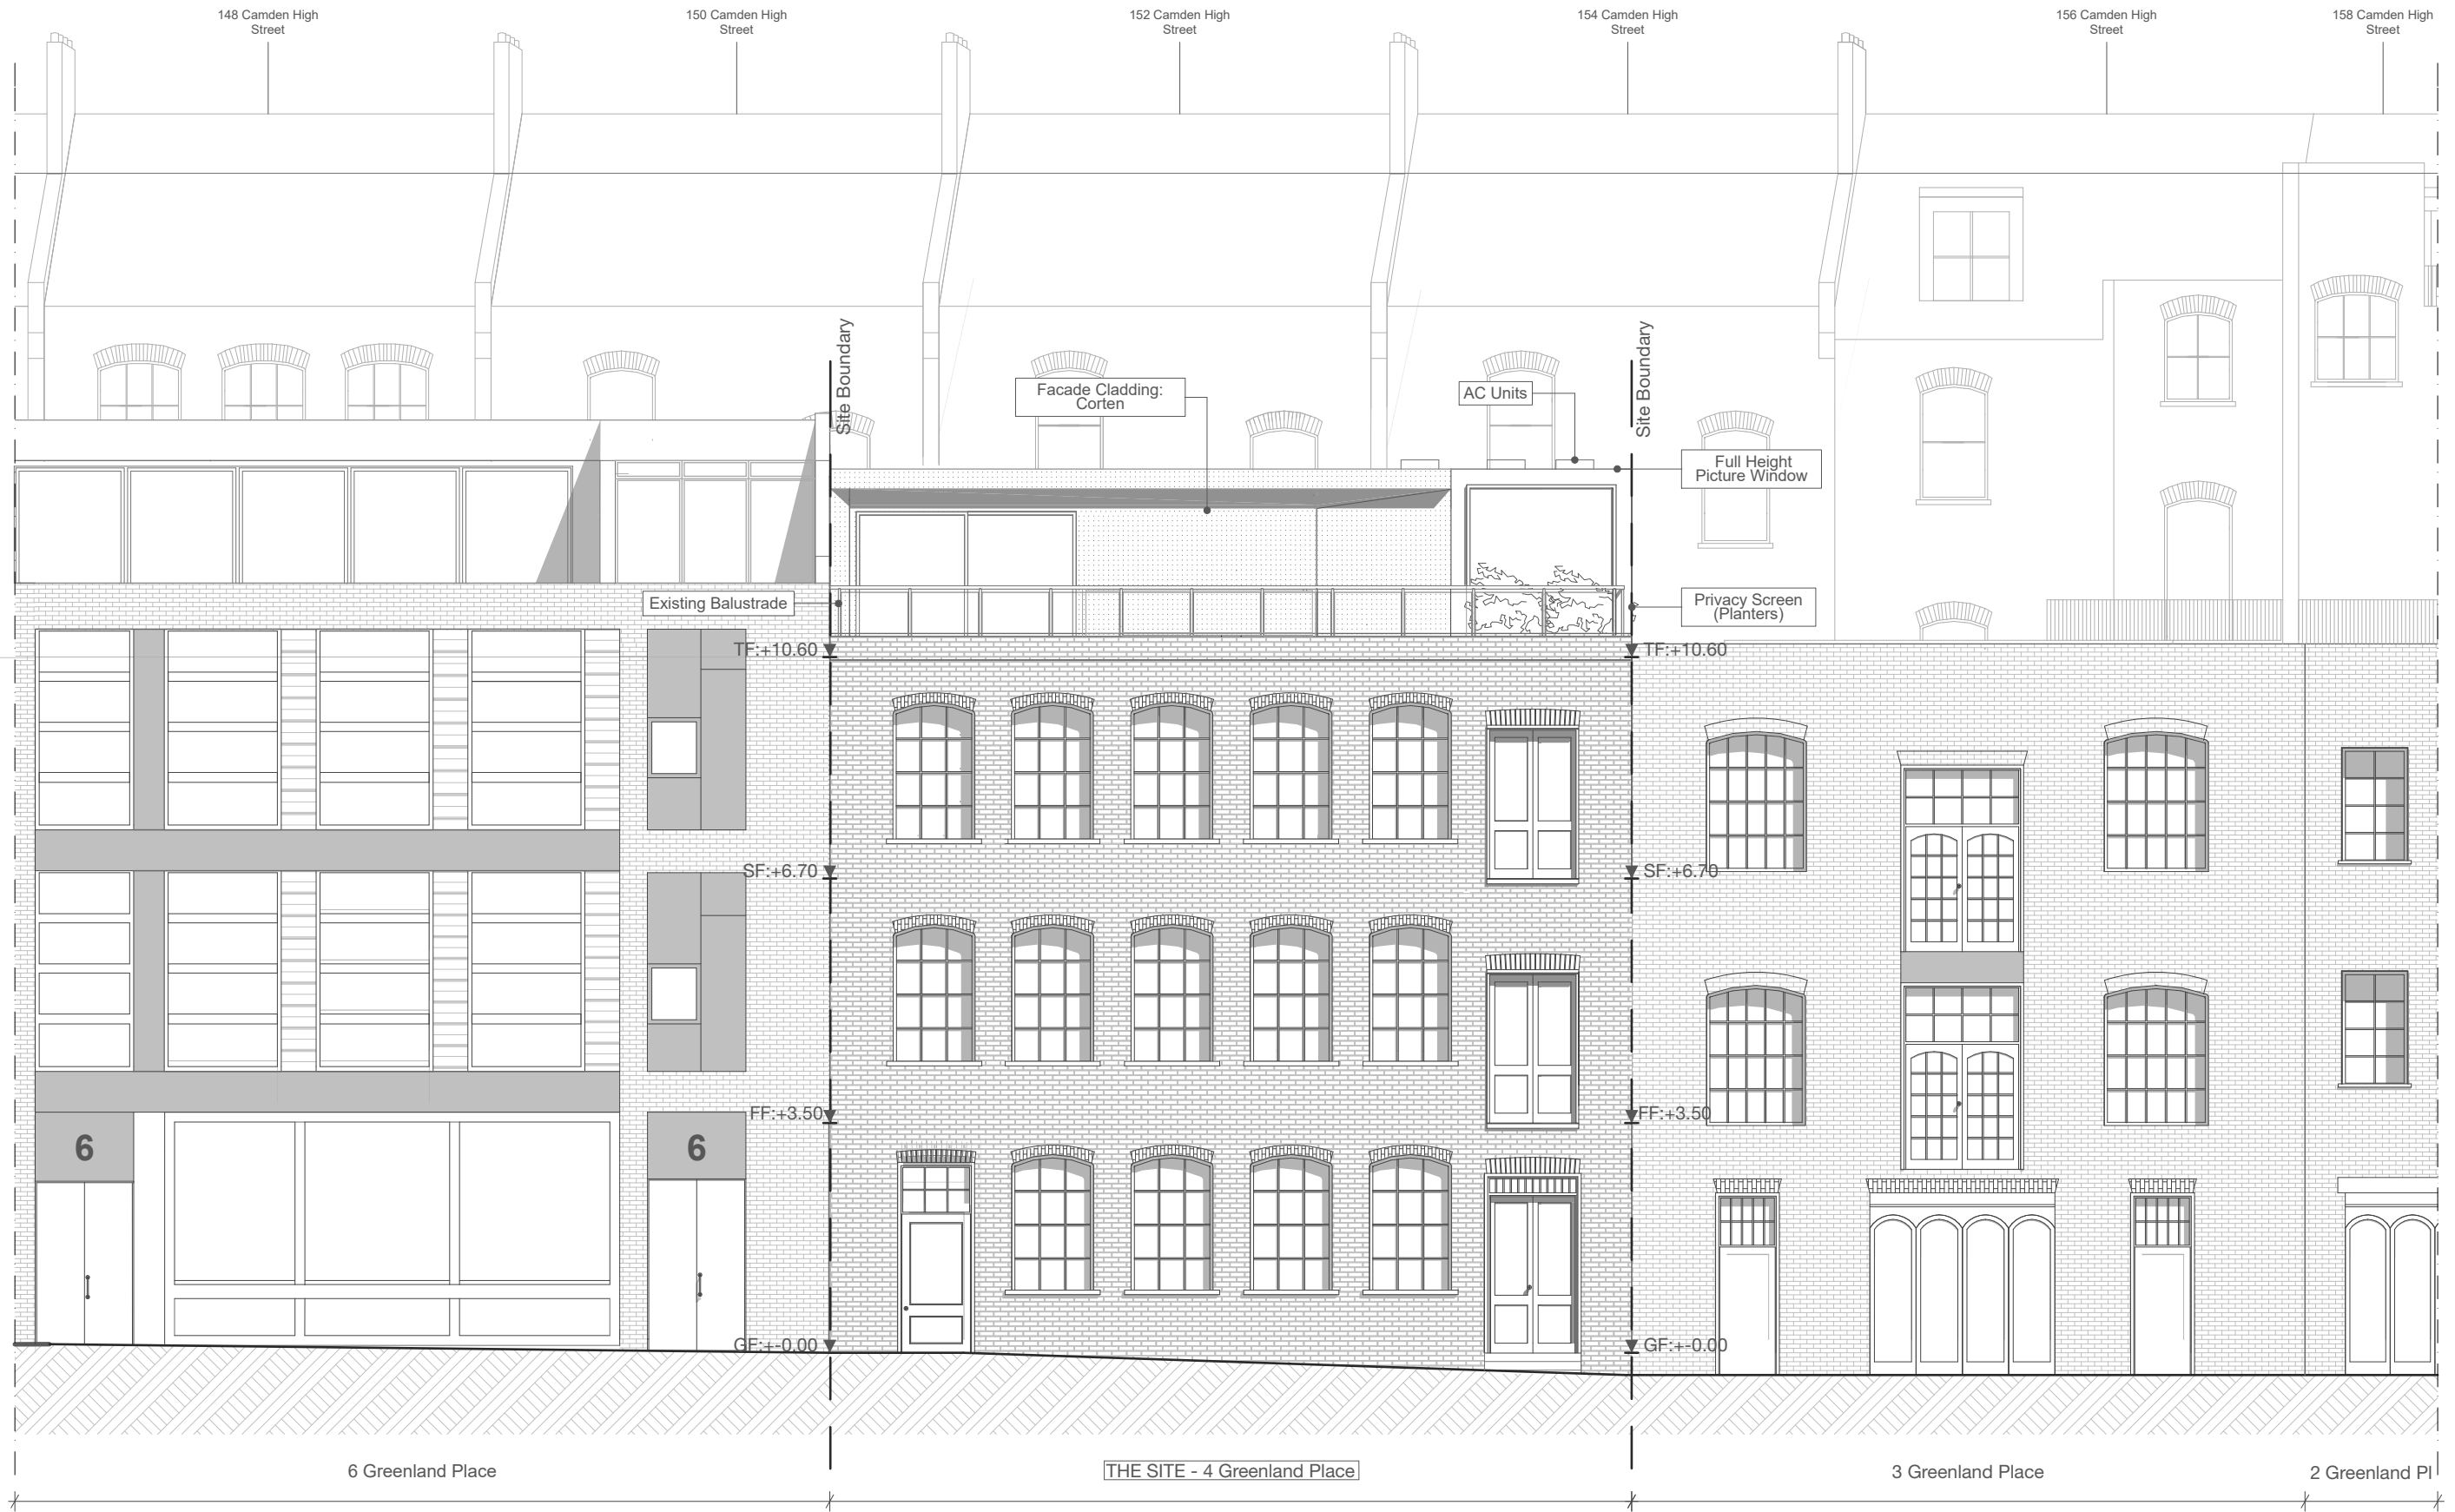 148 Camden High
Street
150 Camden High
Street
152 Camden High
Street
154 Camden High
Street
156 Camden High
Street
158 Camden High
Street
Site Boundary
Site Boundary
Facade Cladding:
Corten
AC Units
Full Height
Picture Window
Existing Balustrade
Privacy Screen
(Planters)
TF:+10.60
TF:+10.60
SF:+6.70
SF:+6.70
FF:+3.50
FF:+3.50
6
6
GF:+-0.00
GF:+-0.00
6 Greenland Place
THE SITE - 4 Greenland Place
3 Greenland Place
2 Greenland Pl